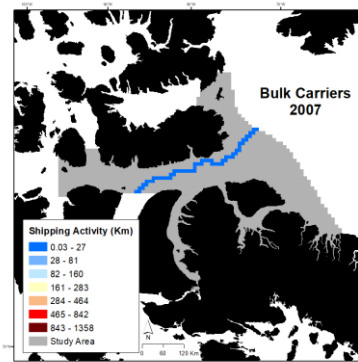 Bulk Carriers
2007
Shipping Activity (Km)
0.03 - 27
28 - 81
82 - 160
161 - 283
284 - 464
465 - 842
843 - 1358
Study Area
N
0
60
120 Km